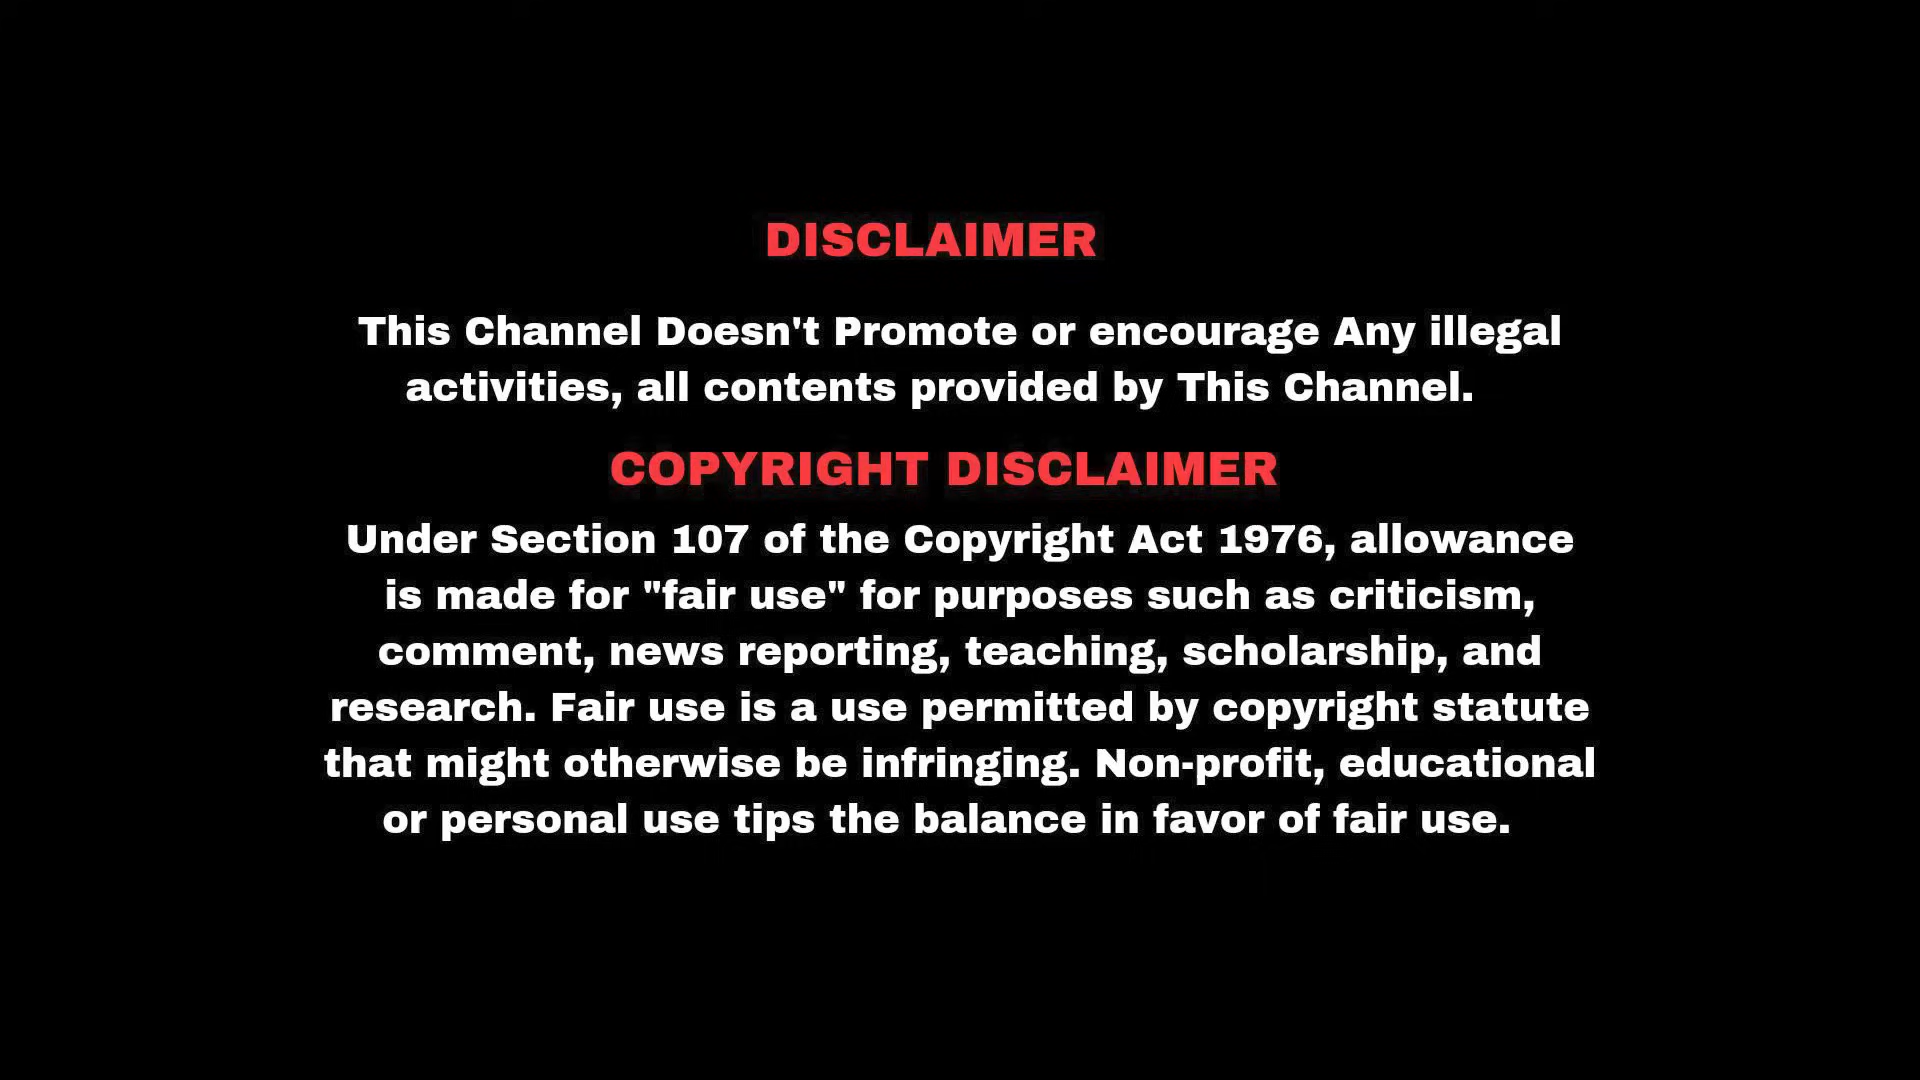 DISCLAIMER
This Channel Doesn't Promote or encourage Any illegal
activities, all contents provided by This Channel.
COPYRIGHT DISCLAIMER
Under Section 107 of the Copyright Act 1976, allowance
is made for "fair use" for purposes such as criticism,
comment, news reporting, teaching, scholarship, and
research. Fair use is a use permitted by copyright statute
that might otherwise be infringing. Non-profit, educational
or personal use tips the balance in favor of fair use.